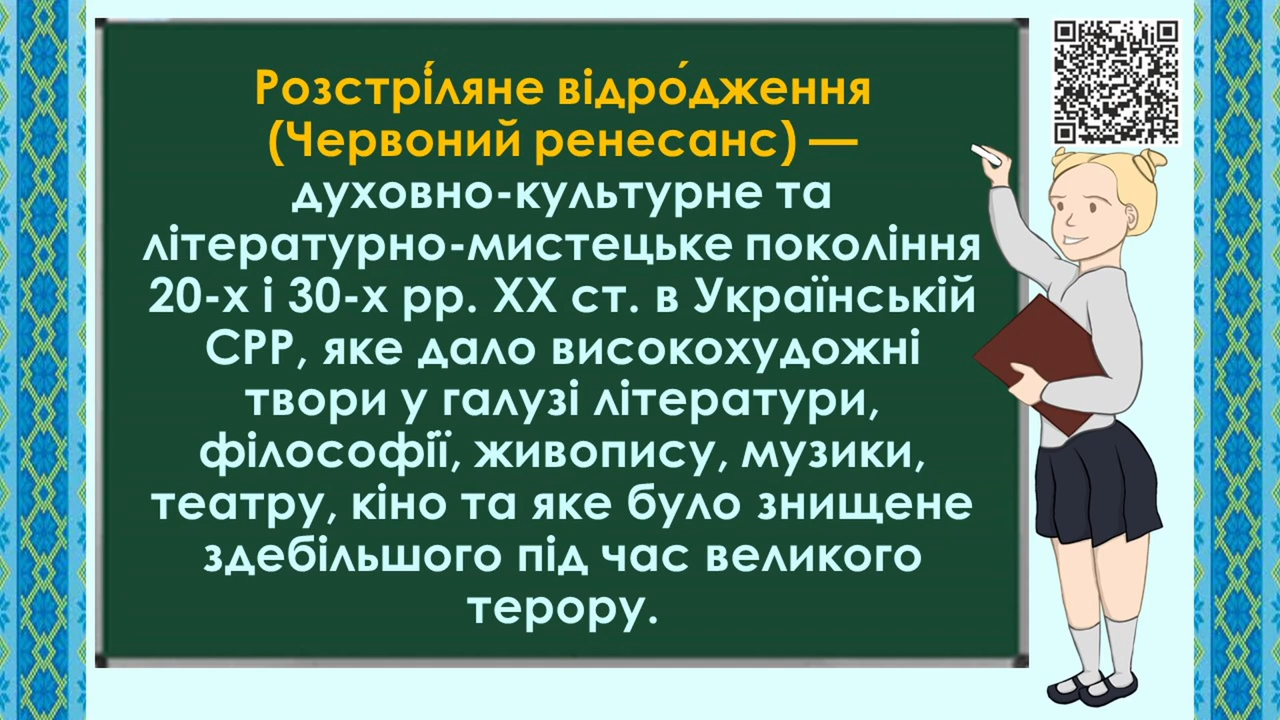 Розстрі́ляне відро́дження
(Червоний ренесанс) —
духовно-культурне та
літературно-мистецьке покоління
20-х і 30-х рр. ХХ ст. в Українській
СРР, яке дало високохудожні
твори у галузі літератури,
філософії, живопису, музики,
театру, кіно та яке було знищене
здебільшого під час великого
терору.